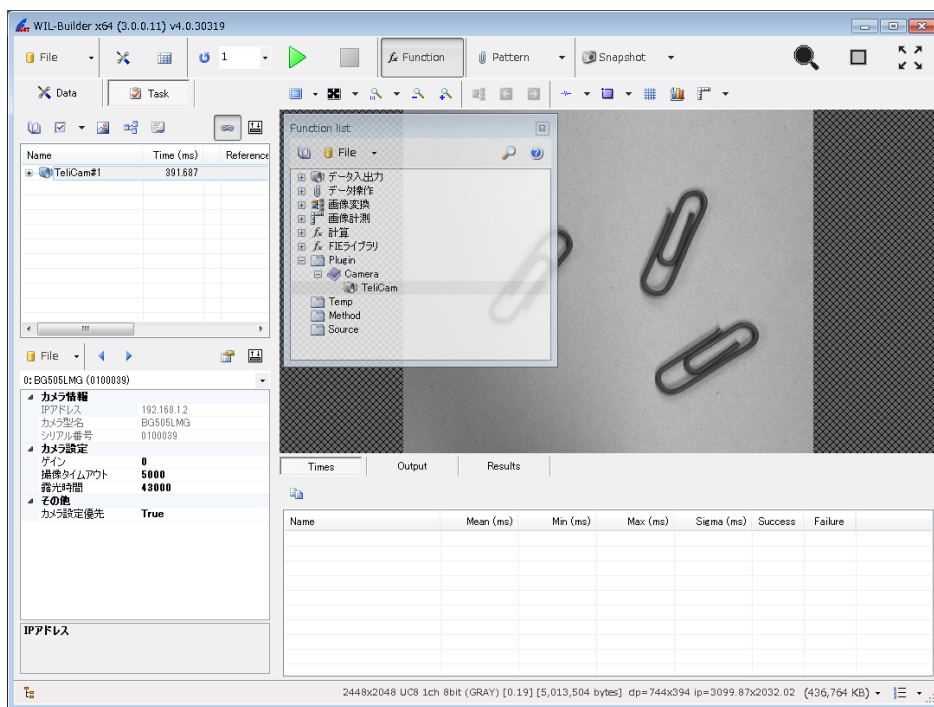 WIL-Builder x64 (3.0.0.11) v4.0.30319
File 1 Function Pattern Snapshot
Data Task
Name Time (ms) Reference
TeliCam#1 391.687
Function list
File
データ入出力
データ操作
画像変換
画像計測
計算
FIEライブラリ
Plugin
Camera
TeliCam
Temp
Method
Source
File
0: BG505LMG (0100039)
カメラ情報
IPアドレス 192.168.1.2
カメラ型名 BG505LMG
シリアル番号 0100039
カメラ設定
ゲイン 0
撮像タイムアウト 5000
露光時間 43000
その他
カメラ設定優先 True
IPアドレス
Times Output Results
Name Mean (ms) Min (ms) Max (ms) Sigma (ms) Success Failure
2448x2048 UC8 1ch 8bit (GRAY) [0.19] [5,013,504 bytes] dp=744x394 ip=3099.87x2032.02 (436,764 KB)